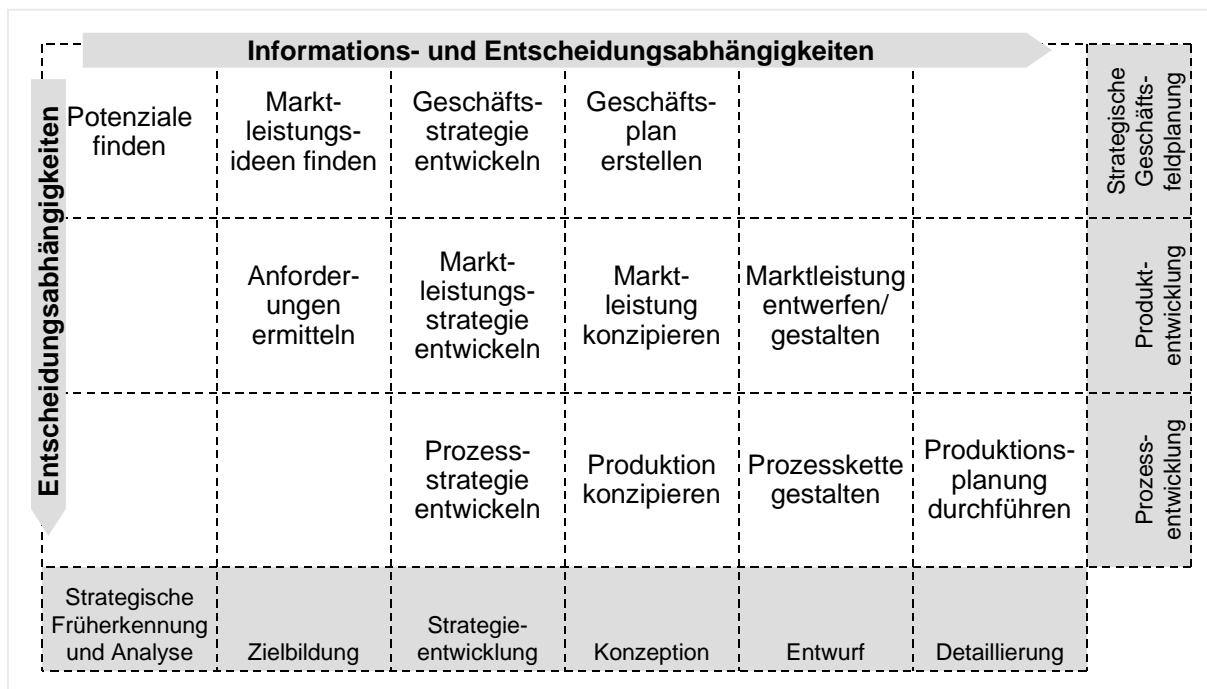 Informations- und Entscheidungsabhängigkeiten
Entscheidungsabhängigkeiten
Potenziale
finden
Markt-
leistungs-
ideen finden
Geschäfts-
strategie
entwickeln
Geschäfts-
plan
erstellen
Strategische
Geschäfts-
feldplanung
Anforder-
ungen
ermitteln
Markt-
leistungs-
strategie
entwickeln
Markt-
leistung
konzipieren
Marktleistung
entwerfen/
gestalten
Produkt-
entwicklung
Prozess-
strategie
entwickeln
Produktion
konzipieren
Prozesskette
gestalten
Produktions-
planung
durchführen
Prozess-
entwicklung
Strategische
Früherkennung
und Analyse
Zielbildung
Strategie-
entwicklung
Konzeption
Entwurf
Detaillierung